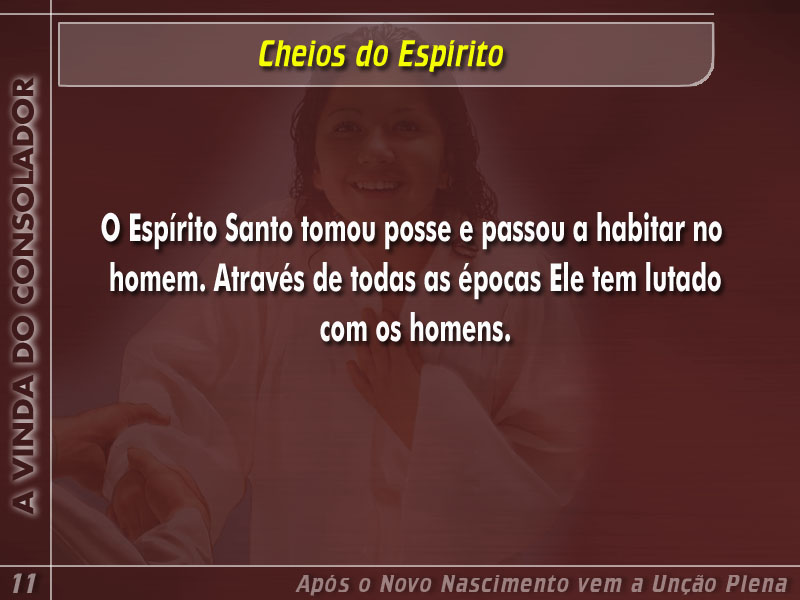 Cheios do Espírito
A VINDA DO CONSOLADOR
O Espírito Santo tomou posse e passou a habitar no
homem. Através de todas as épocas Ele tem lutado
com os homens.
11
Após o Novo Nascimento vem a Unção Plena